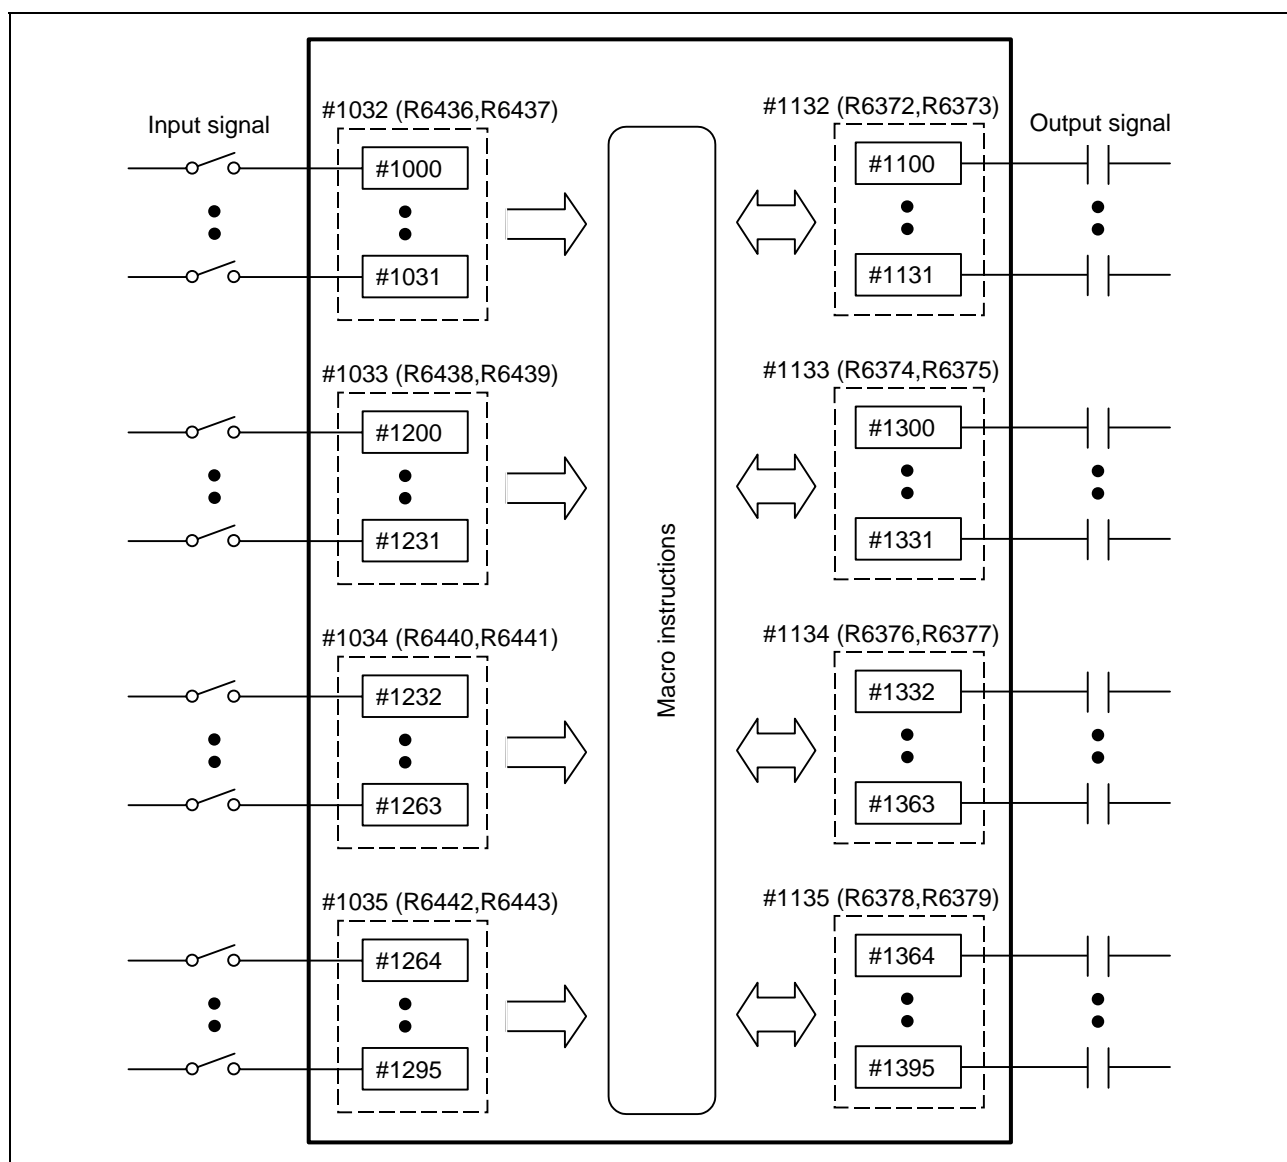 Input signal
#1032 (R6436,R6437)
#1000
#1031
#1033 (R6438,R6439)
#1200
#1231
#1034 (R6440,R6441)
#1232
#1263
#1035 (R6442,R6443)
#1264
#1295
Macro instructions
#1132 (R6372,R6373)
Output signal
#1100
#1131
#1133 (R6374,R6375)
#1300
#1331
#1134 (R6376,R6377)
#1332
#1363
#1135 (R6378,R6379)
#1364
#1395